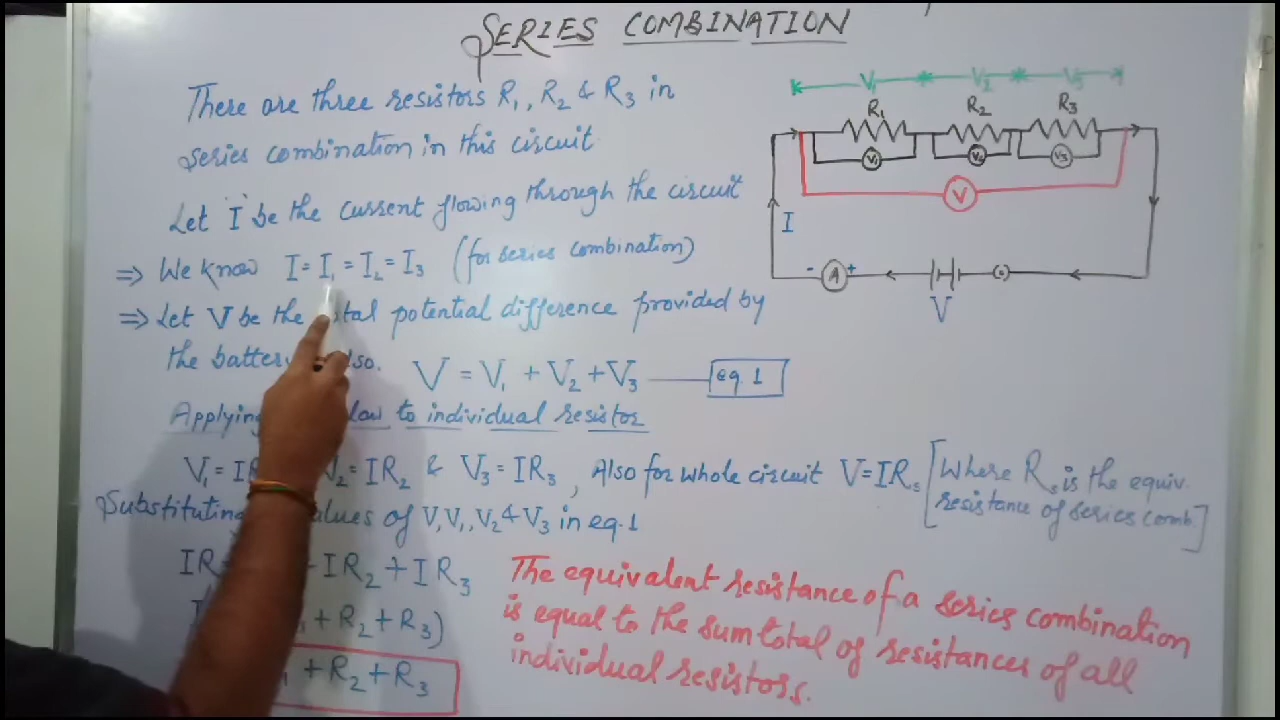 SERIES COMBINATION
There are three resistors R₁, R₂ & R₃ in
series combination in this circuit
Let 'I' be the current flowing through the circuit
⇒ We know I = I₁ = I₂ = I₃ (for series combination)
⇒ Let V be the total potential difference provided by
the battery also. V = V₁ + V₂ + V₃ — eq. 1
Applying law to individual resistor
V₁ = IR V₂ = IR₂ & V₃ = IR₃, Also for whole circuit V = IRs [Where Rs is the equiv.
resistance of series comb.]
Substituting values of V, V₁, V₂ & V₃ in eq. 1
IR + IR₂ + IR₃
+ R₂ + R₃)
+ R₂ + R₃
The equivalent resistance of a series combination
is equal to the sum total of resistances of all
individual resistors.
V₁ V₂ V₃
R₁ R₂ R₃
V₁ V₂ V₃
V
I
- A +
V